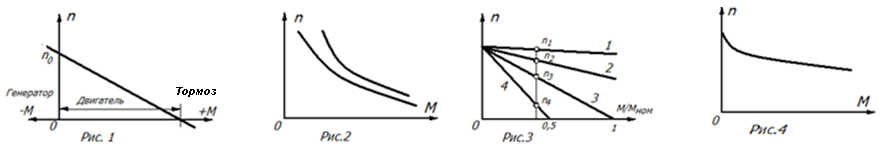 n
n₀
Генератор
Двигатель
Тормоз
-М
0
+М
Рис. 1
n
0
М
Рис.2
n
n₁
1
n₂
2
n₃
4
3
n₄
М/Мном
0
0,5
1
Рис.3
n
0
М
Рис.4